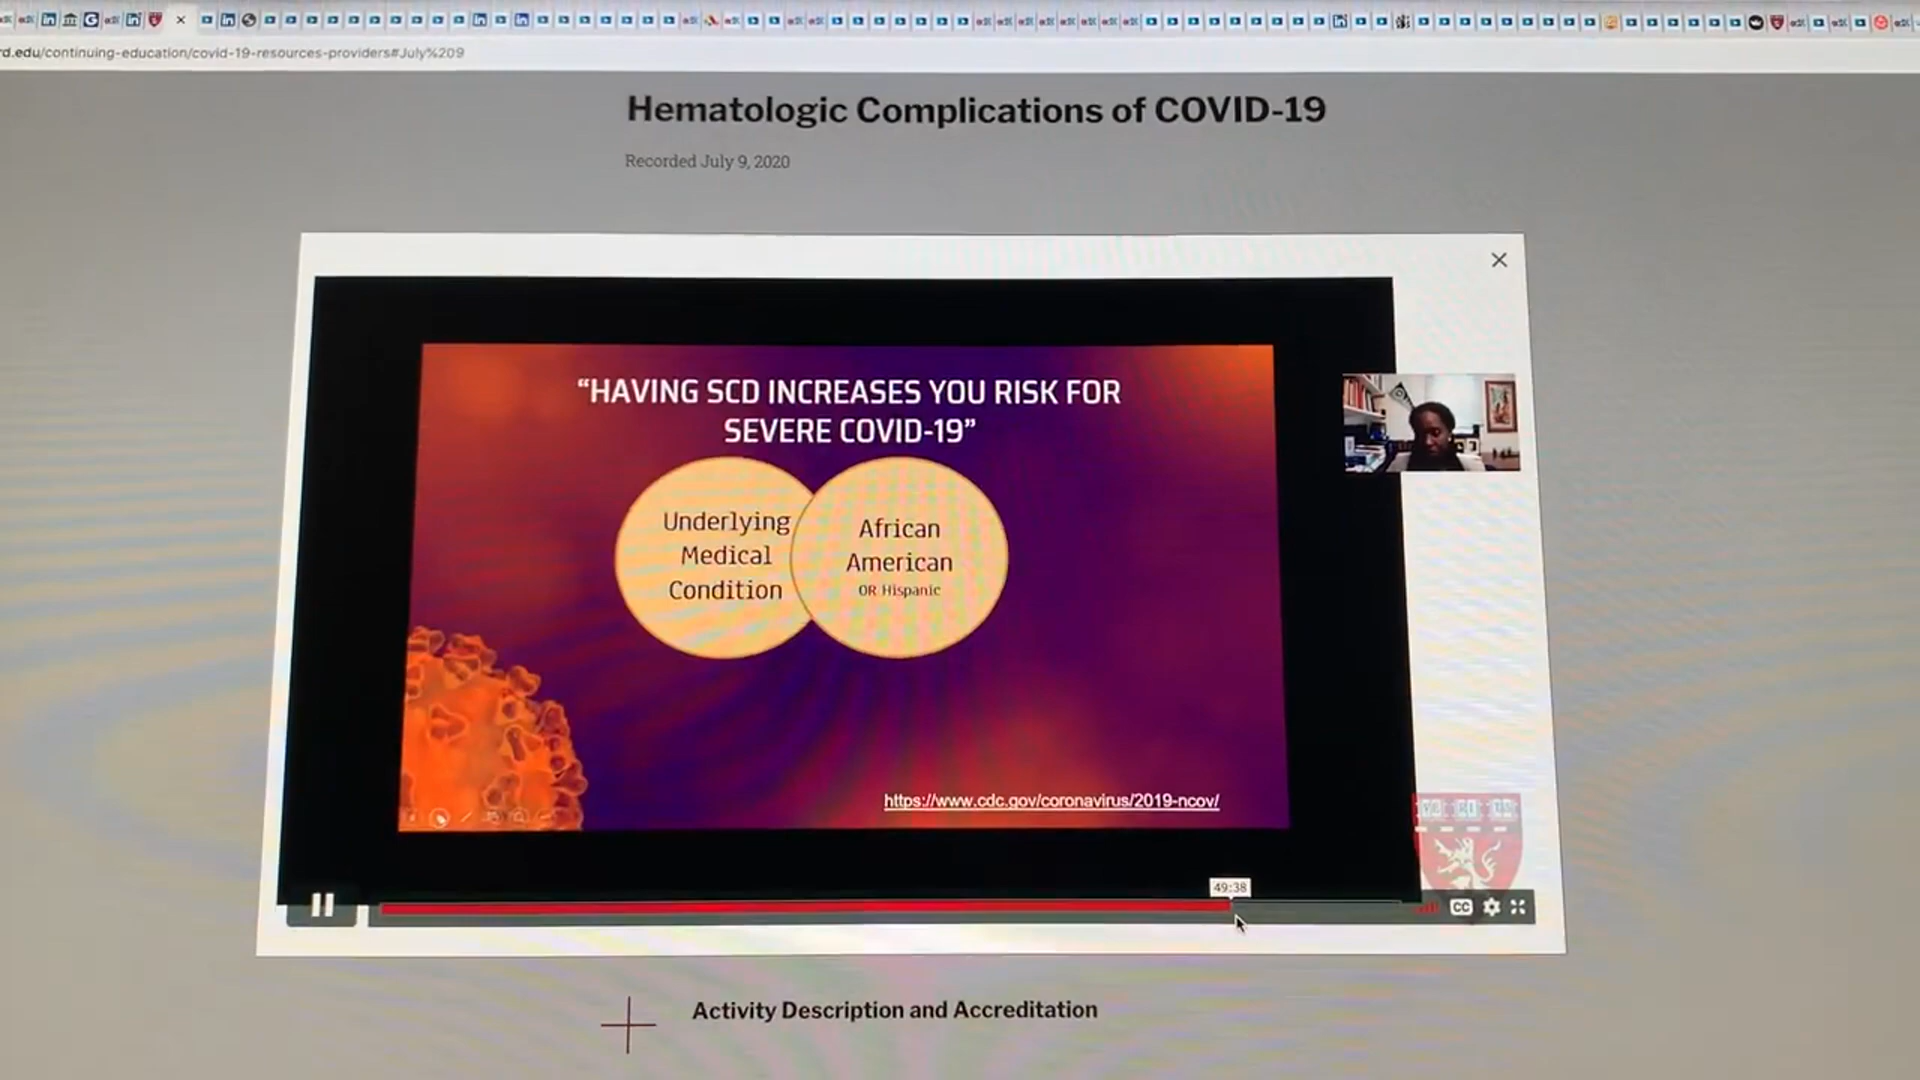 rd.edu/continuing-education/covid-19-resources-providers#July%209
Hematologic Complications of COVID-19
Recorded July 9, 2020
“HAVING SCD INCREASES YOU RISK FOR
SEVERE COVID-19”
Underlying
Medical
Condition
African
American
OR Hispanic
https://www.cdc.gov/coronavirus/2019-ncov/
49:38
CC
Activity Description and Accreditation